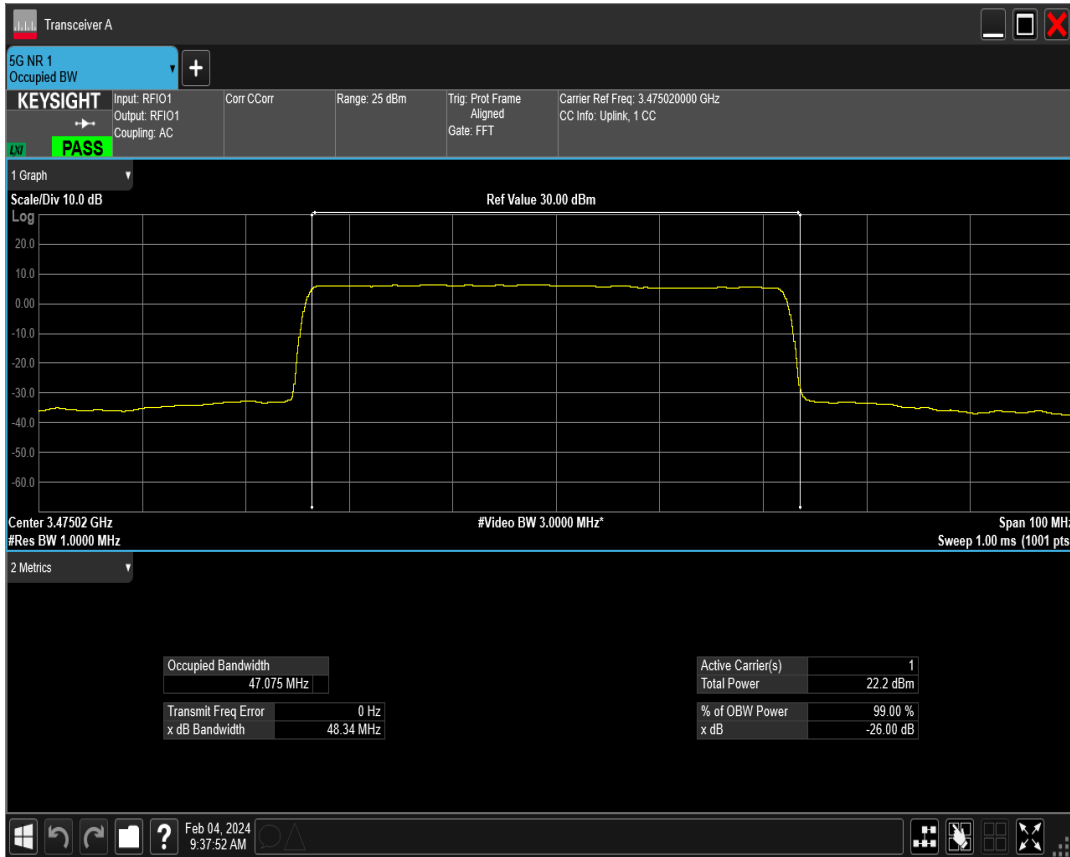 Transceiver A
5G NR 1
Occupied BW
+
KEYSIGHT
LXI
PASS
Input: RFIO1
Output: RFIO1
Coupling: AC
Corr CCorr
Range: 25 dBm
Trig: Prot Frame
Aligned
Gate: FFT
Carrier Ref Freq: 3.475020000 GHz
CC Info: Uplink, 1 CC
1 Graph
Scale/Div 10.0 dB
Ref Value 30.00 dBm
Log
20.0
10.0
0.00
-10.0
-20.0
-30.0
-40.0
-50.0
-60.0
Center 3.47502 GHz
#Video BW 3.0000 MHz*
Span 100 MHz
#Res BW 1.0000 MHz
Sweep 1.00 ms (1001 pts
2 Metrics
Occupied Bandwidth
47.075 MHz
Transmit Freq Error 0 Hz
x dB Bandwidth 48.34 MHz
Active Carrier(s) 1
Total Power 22.2 dBm
% of OBW Power 99.00 %
x dB -26.00 dB
?
Feb 04, 2024
9:37:52 AM